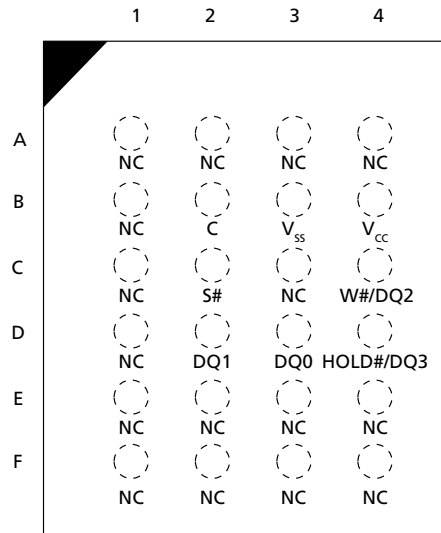 1 2 3 4
A
NC NC NC NC
B
NC C VSS VCC
C
NC S# NC W#/DQ2
D
NC DQ1 DQ0 HOLD#/DQ3
E
NC NC NC NC
F
NC NC NC NC